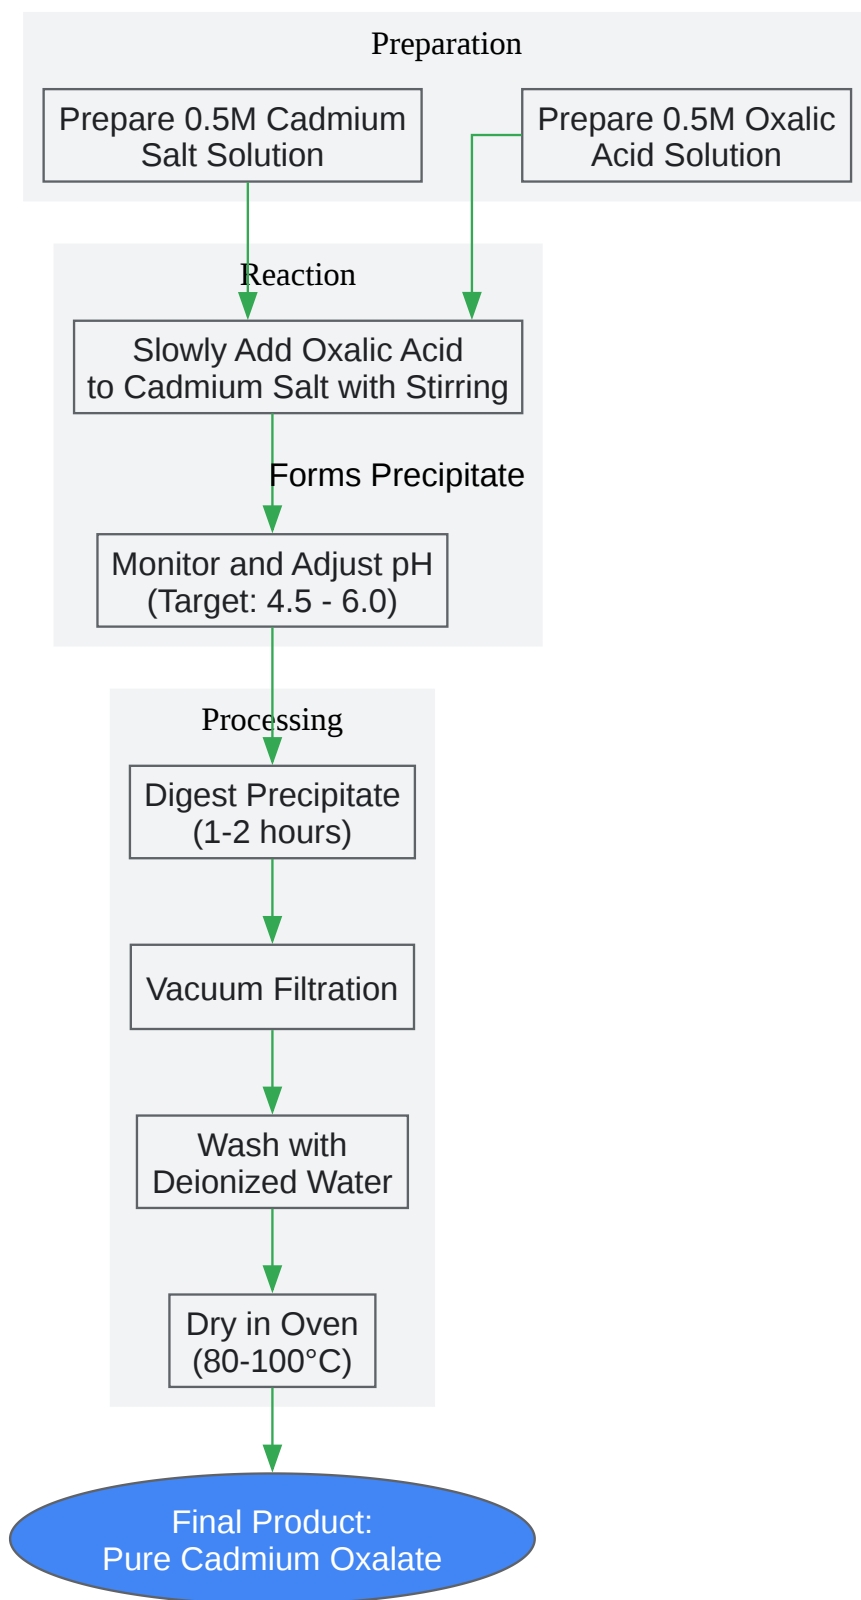 Preparation
Prepare 0.5M Cadmium
Salt Solution
Prepare 0.5M Oxalic
Acid Solution
Reaction
Slowly Add Oxalic Acid
to Cadmium Salt with Stirring
Forms Precipitate
Monitor and Adjust pH
(Target: 4.5 - 6.0)
Processing
Digest Precipitate
(1-2 hours)
Vacuum Filtration
Wash with
Deionized Water
Dry in Oven
(80-100°C)
Final Product:
Pure Cadmium Oxalate